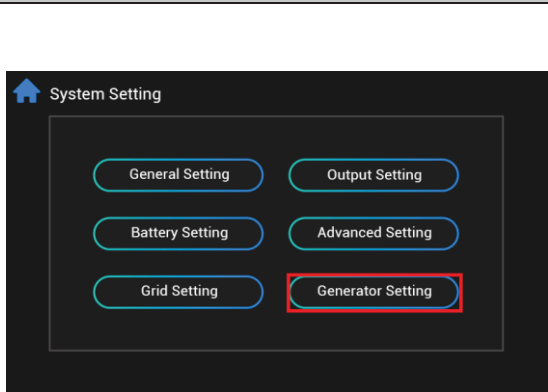 System Setting
General Setting
Output Setting
Battery Setting
Advanced Setting
Grid Setting
Generator Setting